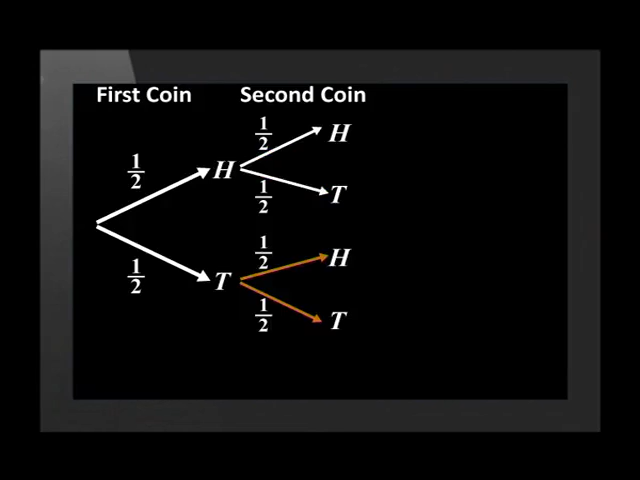 First Coin Second Coin
1/2 H
1/2 H
1/2 T
1/2 H
1/2 T
1/2 T